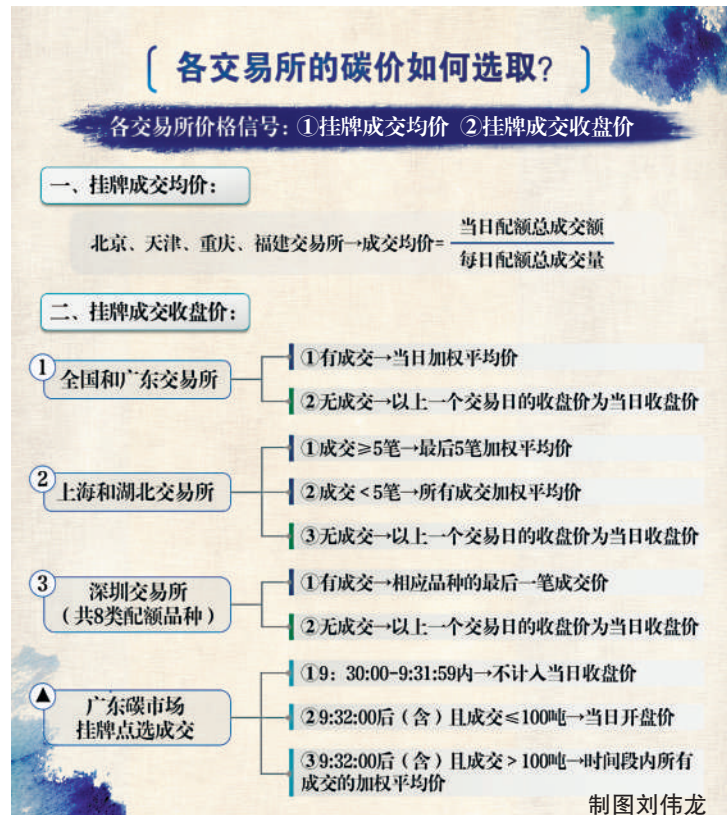 各交易所的碳价如何选取?
各交易所价格信号：①挂牌成交均价 ②挂牌成交收盘价
一、挂牌成交均价：
北京、天津、重庆、福建交易所→成交均价=
当日配额总成交额
每日配额总成交量
二、挂牌成交收盘价：
1
全国和广东交易所
①有成交→当日加权平均价
②无成交→以上一个交易日的收盘价为当日收盘价
2
上海和湖北交易所
①成交≥5笔→最后5笔加权平均价
②成交<5笔→所有成交加权平均价
③无成交→以上一个交易日的收盘价为当日收盘价
3
深圳交易所
（共8类配额品种）
①有成交→相应品种的最后一笔成交价
②无成交→以上一个交易日的收盘价为当日收盘价
▲
广东碳市场
挂牌点选成交
①9：30:00-9:31:59内→不计入当日收盘价
②9:32:00后（含）且成交≤100吨→当日开盘价
③9:32:00后（含）且成交>100吨→时间段内所有
成交的加权平均价
制图刘伟龙